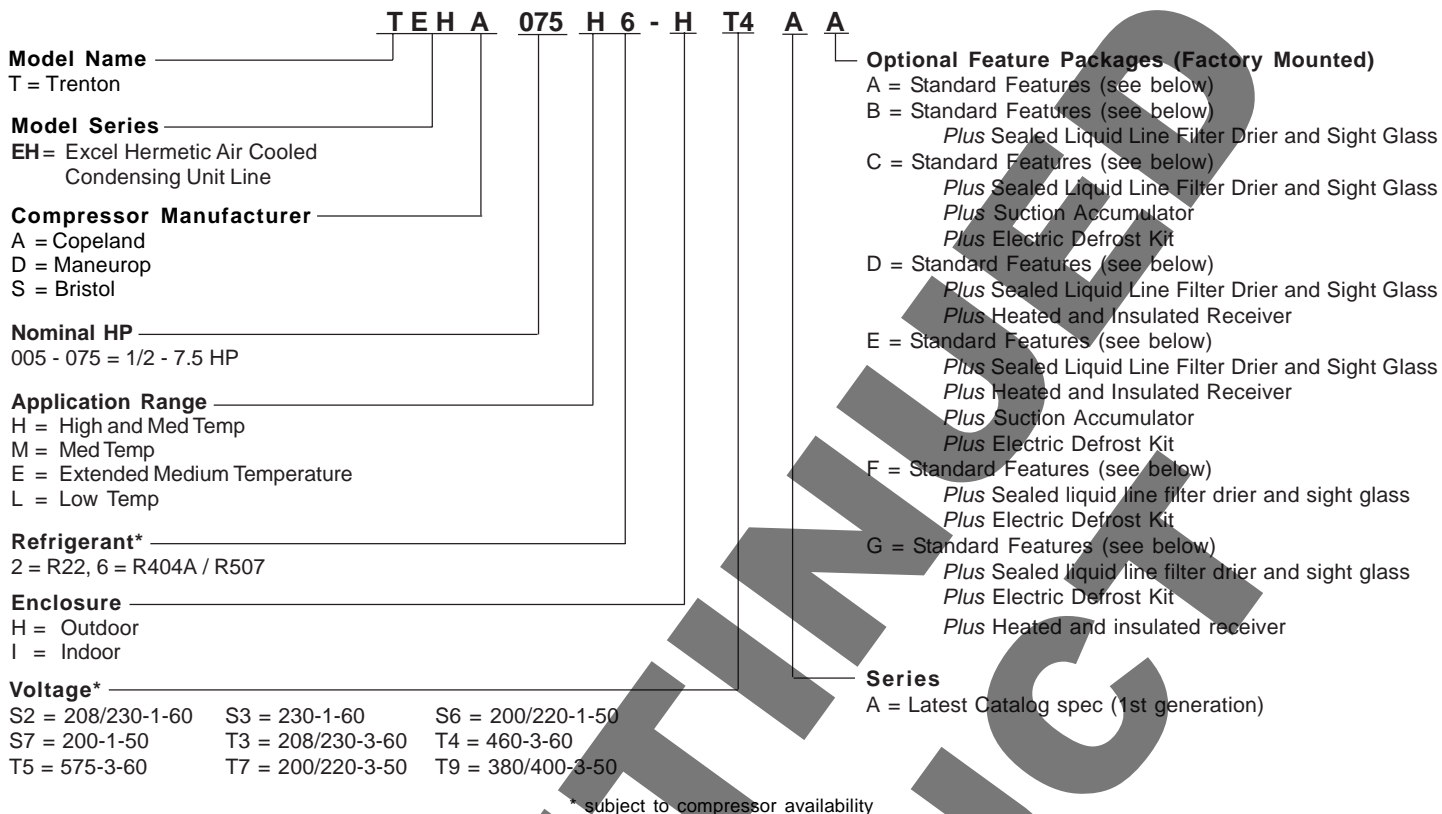 TEHA 075 H 6 - H T4 A A
Model Name
T = Trenton
Model Series
EH = Excel Hermetic Air Cooled
Condensing Unit Line
Compressor Manufacturer
A = Copeland
D = Maneurop
S = Bristol
Nominal HP
005 - 075 = 1/2 - 7.5 HP
Application Range
H = High and Med Temp
M = Med Temp
E = Extended Medium Temperature
L = Low Temp
Refrigerant*
2 = R22, 6 = R404A / R507
Enclosure
H = Outdoor
I = Indoor
Voltage*
S2 = 208/230-1-60 S3 = 230-1-60 S6 = 200/220-1-50
S7 = 200-1-50 T3 = 208/230-3-60 T4 = 460-3-60
T5 = 575-3-60 T7 = 200/220-3-50 T9 = 380/400-3-50
* subject to compressor availability
Optional Feature Packages (Factory Mounted)
A = Standard Features (see below)
B = Standard Features (see below)
Plus Sealed Liquid Line Filter Drier and Sight Glass
C = Standard Features (see below)
Plus Sealed Liquid Line Filter Drier and Sight Glass
Plus Suction Accumulator
Plus Electric Defrost Kit
D = Standard Features (see below)
Plus Sealed Liquid Line Filter Drier and Sight Glass
Plus Heated and Insulated Receiver
E = Standard Features (see below)
Plus Sealed Liquid Line Filter Drier and Sight Glass
Plus Heated and Insulated Receiver
Plus Suction Accumulator
Plus Electric Defrost Kit
F = Standard Features (see below)
Plus Sealed liquid line filter drier and sight glass
Plus Electric Defrost Kit
G = Standard Features (see below)
Plus Sealed liquid line filter drier and sight glass
Plus Electric Defrost Kit
Plus Heated and insulated receiver
Series
A = Latest Catalog spec (1st generation)
TINUED
CT